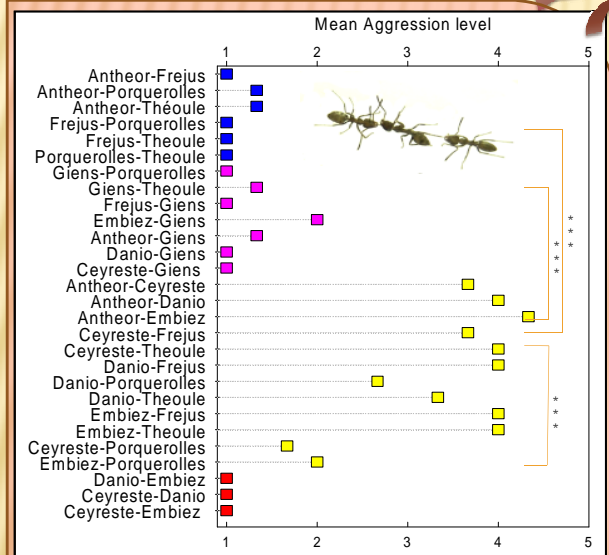 Mean Aggression level
1 2 3 4 5
Antheor-Frejus
Antheor-Porquerolles
Antheor-Théoule
Frejus-Porquerolles
Frejus-Theoule
Porquerolles-Theoule
Giens-Porquerolles
Giens-Theoule
Frejus-Giens
Embiez-Giens
Antheor-Giens
Danio-Giens
Ceyreste-Giens
Antheor-Ceyreste
Antheor-Danio
Antheor-Embiez
Ceyreste-Frejus
Ceyreste-Theoule
Danio-Frejus
Danio-Porquerolles
Danio-Theoule
Embiez-Frejus
Embiez-Theoule
Ceyreste-Porquerolles
Embiez-Porquerolles
Danio-Embiez
Ceyreste-Danio
Ceyreste-Embiez
* * *
* * *
* * *
1 2 3 4 5